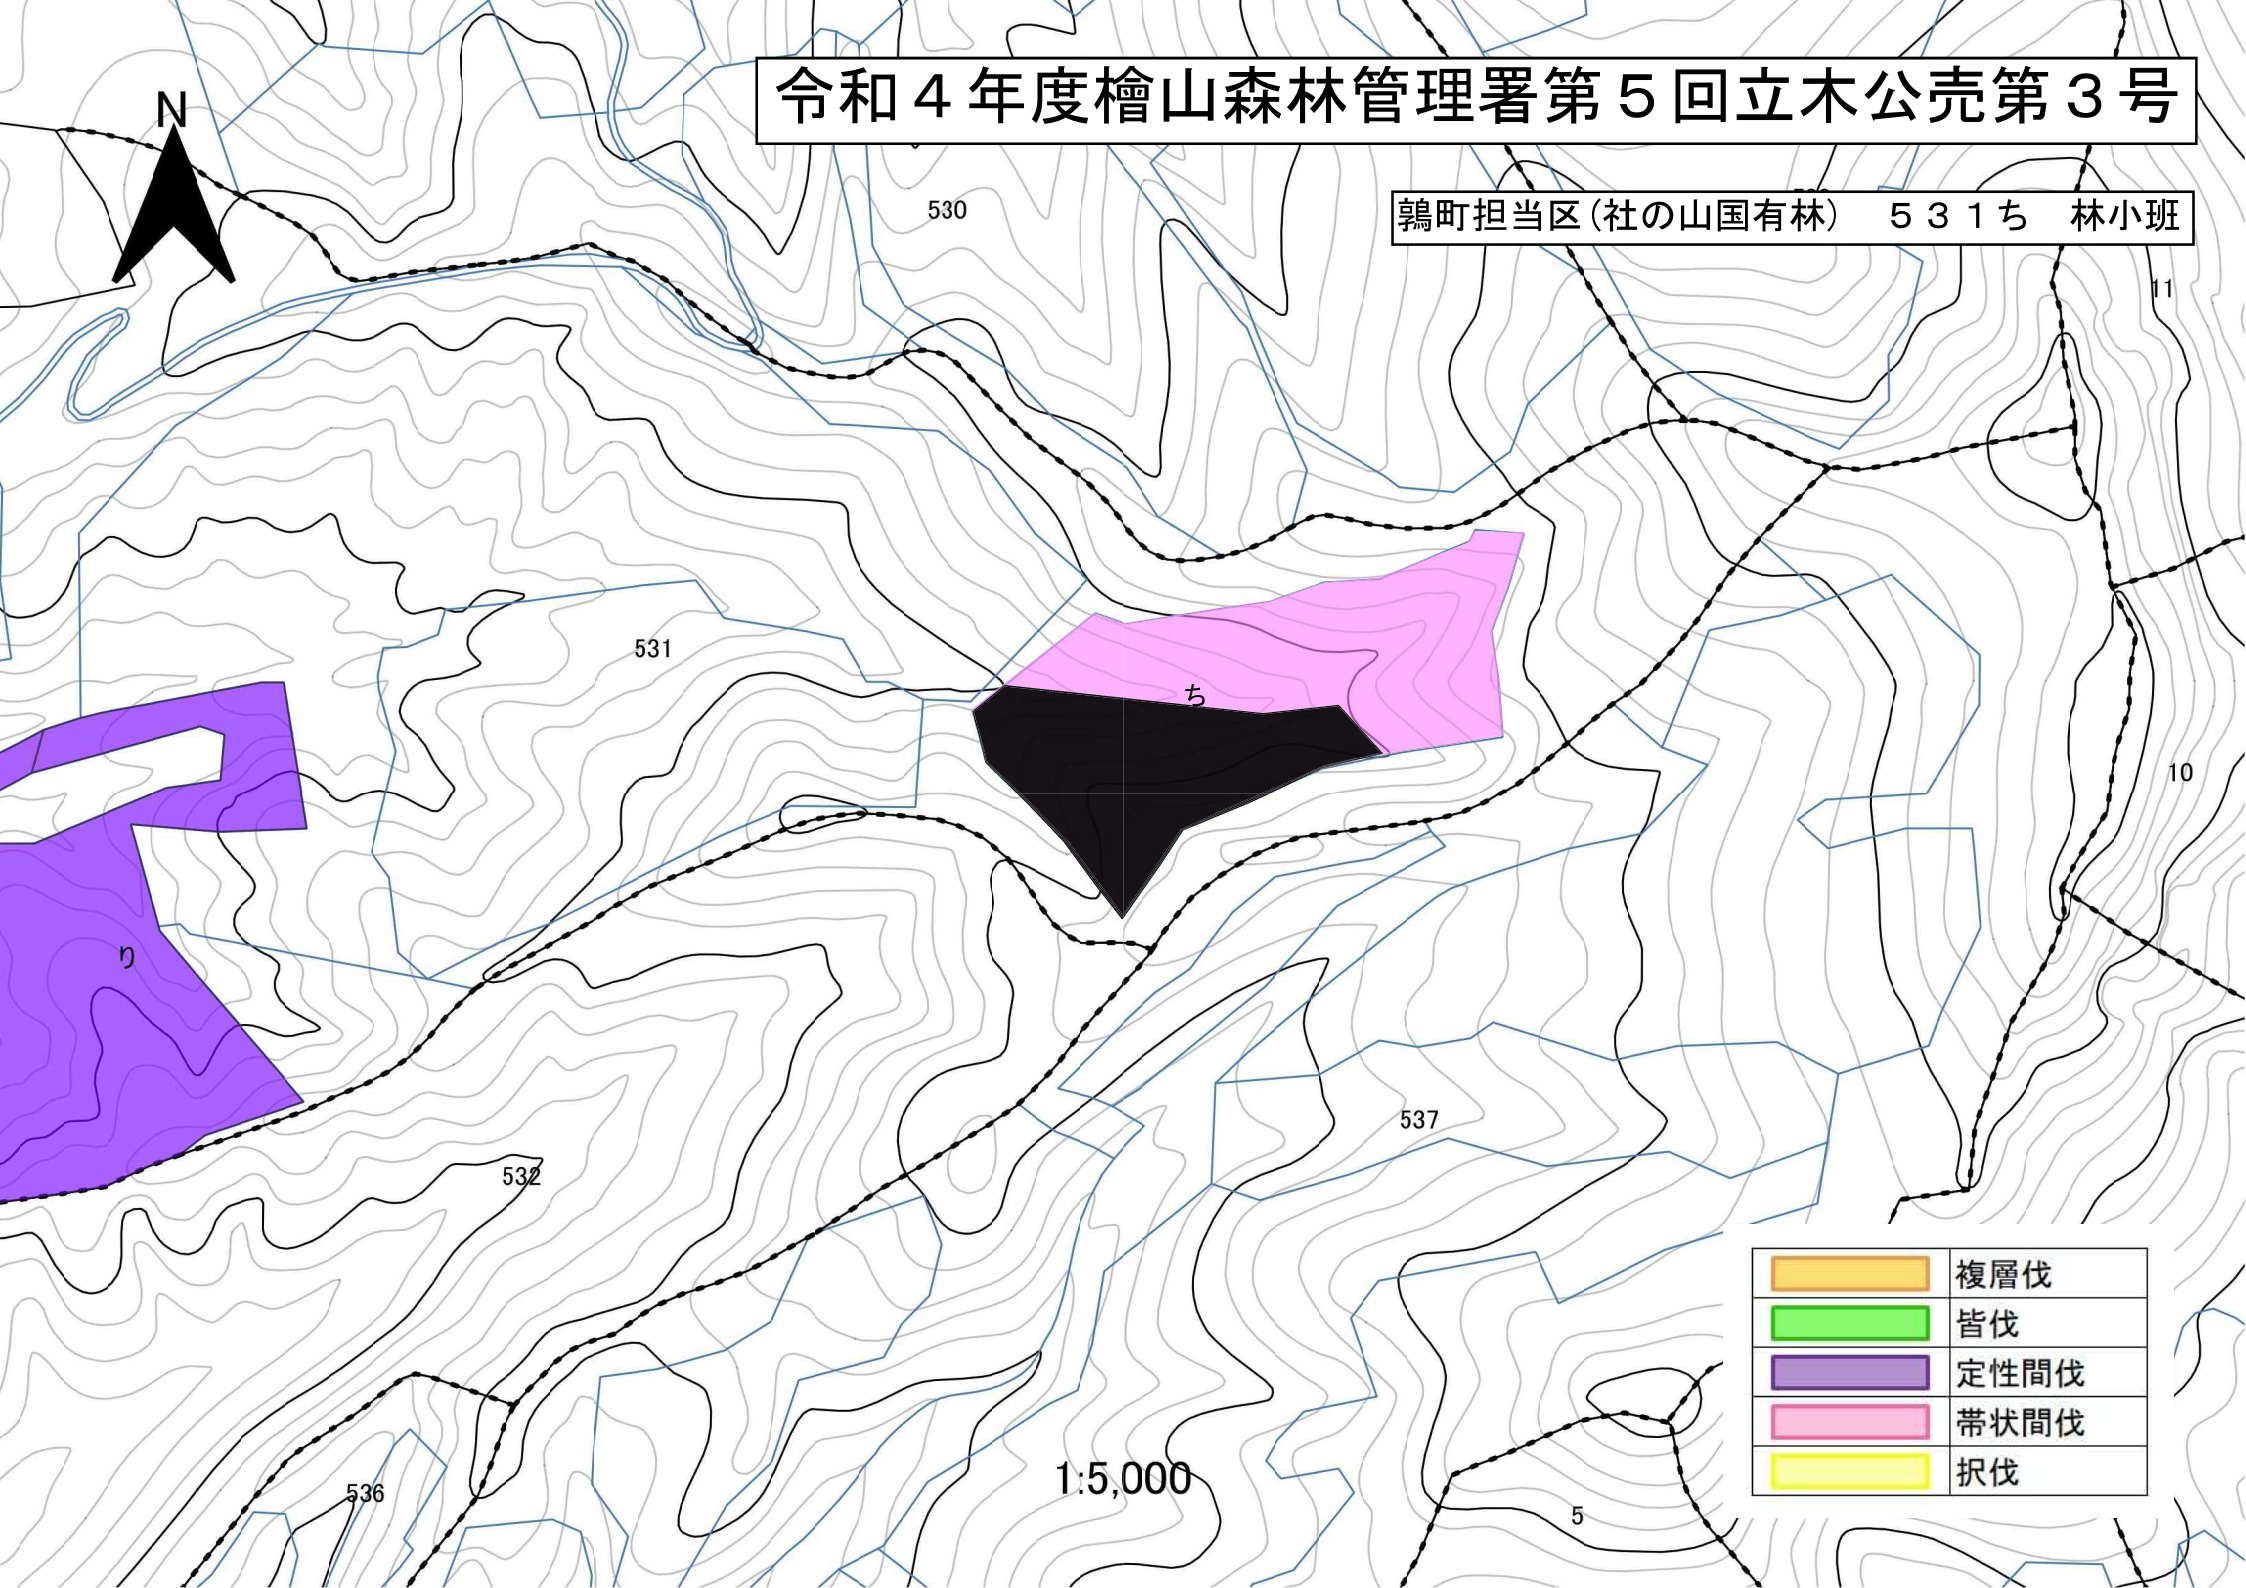 令和４年度檜山森林管理署第５回立木公売第３号
N
530
鶉町担当区(社の山国有林)　５３１ち　林小班
11
531
ち
10
り
537
532
複層伐
皆伐
定性間伐
帯状間伐
択伐
1:5,000
536
5